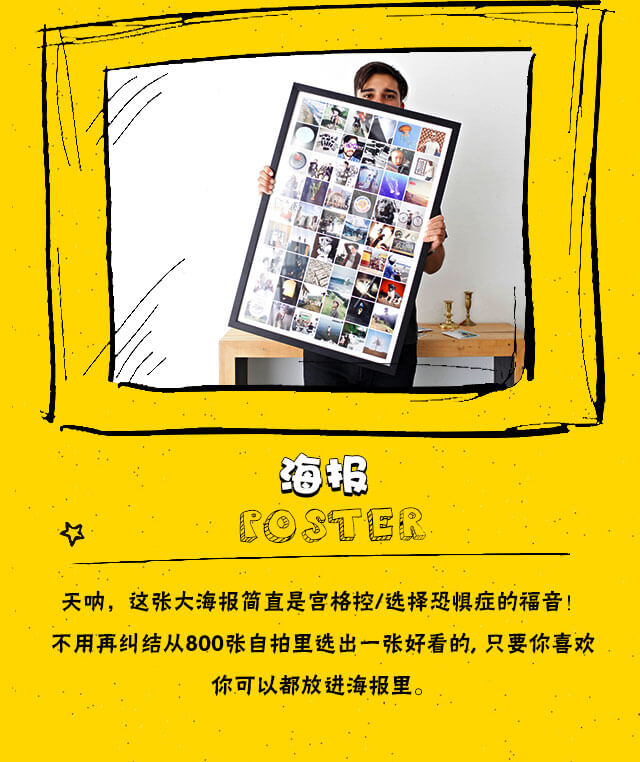 海报
POSTER
天呐，这张大海报简直是宫格控/选择恐惧症的福音！
不用再纠结从800张自拍里选出一张好看的，只要你喜欢
你可以都放进海报里。